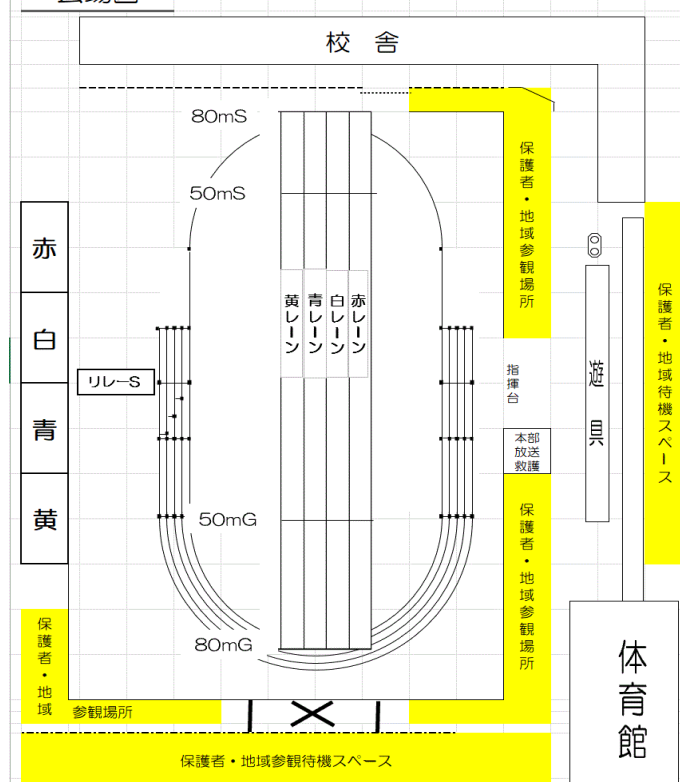 校舎
80mS
50mS
保護者・地域参観場所
赤
白
青
黄
黄レーン
青レーン
白レーン
赤レーン
リレーS
指揮台
本部
放送
救護
遊具
保護者・地域待機スペース
50mG
80mG
保護者・地域参観場所
保護者・地域
参観場所
体育館
保護者・地域参観待機スペース